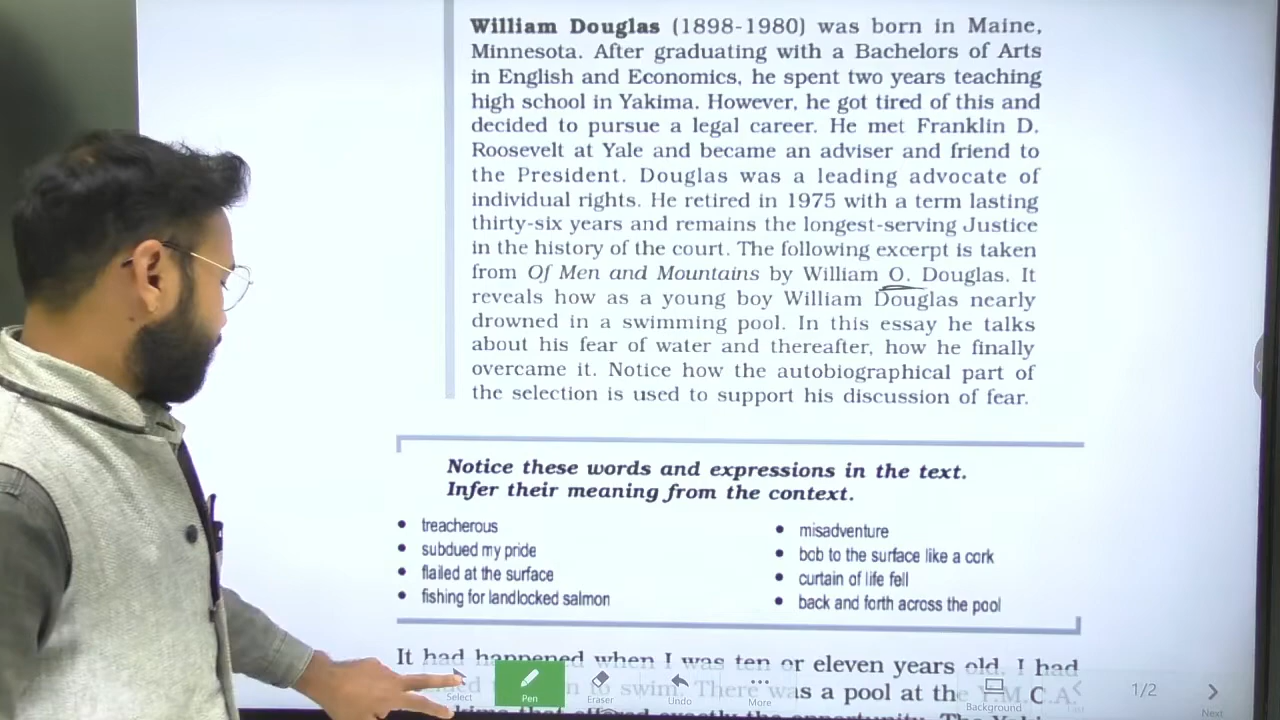 William Douglas (1898-1980) was born in Maine,
Minnesota. After graduating with a Bachelors of Arts
in English and Economics, he spent two years teaching
high school in Yakima. However, he got tired of this and
decided to pursue a legal career. He met Franklin D.
Roosevelt at Yale and became an adviser and friend to
the President. Douglas was a leading advocate of
individual rights. He retired in 1975 with a term lasting
thirty-six years and remains the longest-serving Justice
in the history of the court. The following excerpt is taken
from Of Men and Mountains by William O. Douglas. It
reveals how as a young boy William Douglas nearly
drowned in a swimming pool. In this essay he talks
about his fear of water and thereafter, how he finally
overcame it. Notice how the autobiographical part of
the selection is used to support his discussion of fear.
Notice these words and expressions in the text.
Infer their meaning from the context.
• treacherous
• subdued my pride
• flailed at the surface
• fishing for landlocked salmon
• misadventure
• bob to the surface like a cork
• curtain of life fell
• back and forth across the pool
It had happened when I was ten or eleven years old. I had
to swim. There was a pool at the Y.M.C.A.
that offered exactly the opportunity. The
Select
Pen
Eraser
Undo
More
Background
1/2
Next